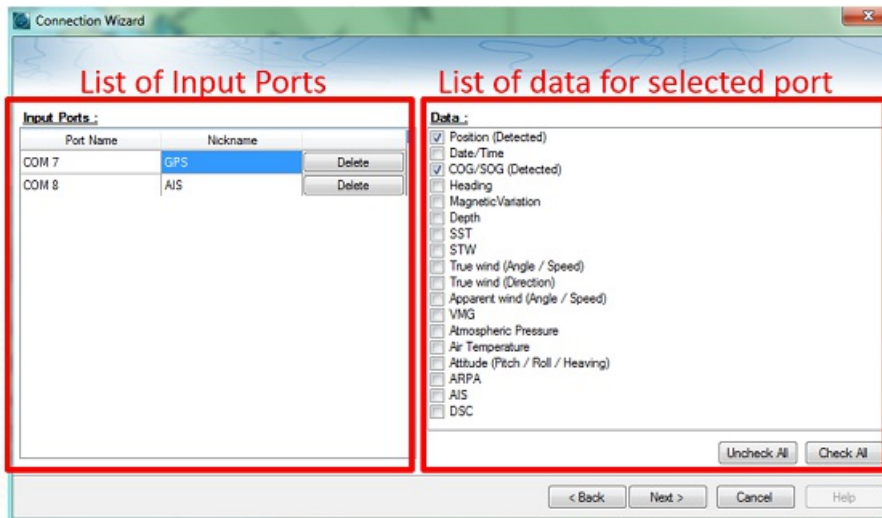 Connection Wizard
List of Input Ports
List of data for selected port
Input Ports :
Port Name Nickname
COM 7 GPS Delete
COM 8 AIS Delete
Data :
Position (Detected)
Date/Time
COG/SOG (Detected)
Heading
MagneticVariation
Depth
SST
STW
True wind (Angle / Speed)
True wind (Direction)
Apparent wind (Angle / Speed)
VMG
Atmospheric Pressure
Air Temperature
Attitude (Pitch / Roll / Heaving)
ARPA
AIS
DSC
Uncheck All Check All
< Back Next > Cancel Help